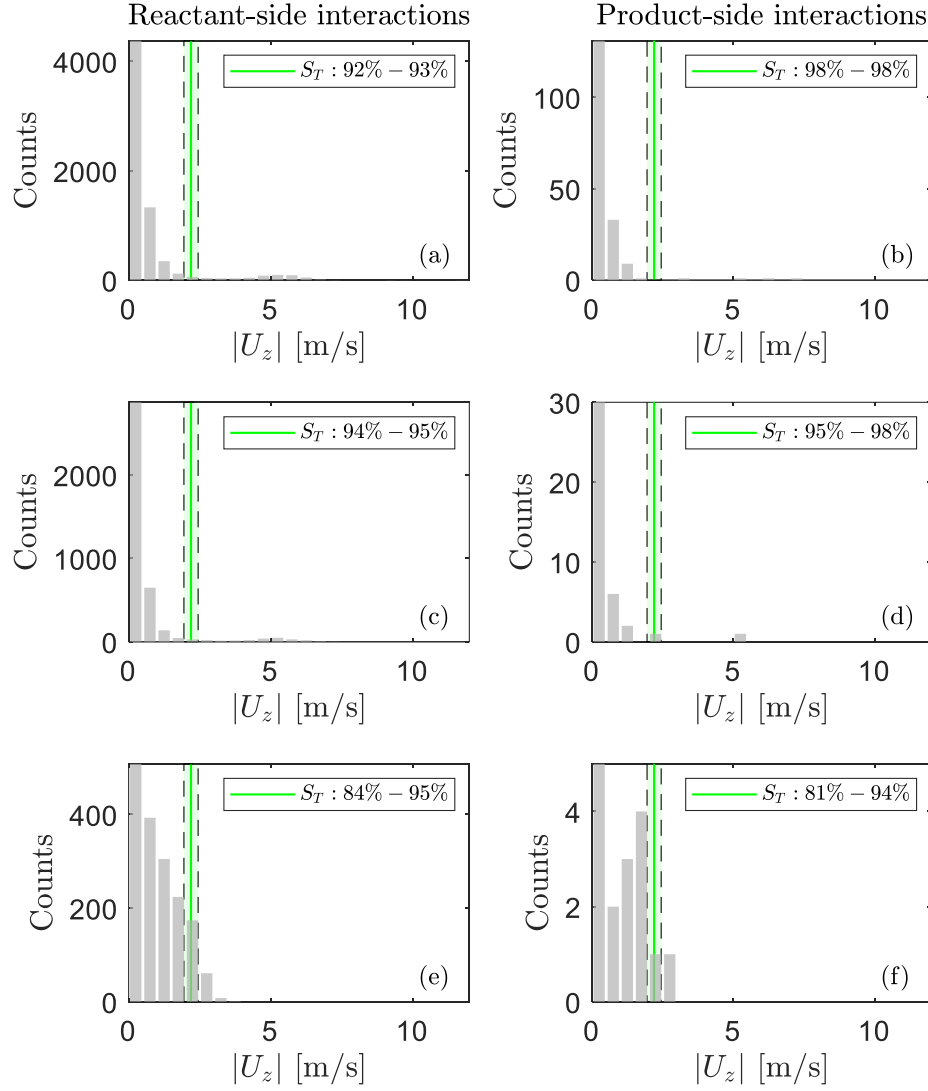 Reactant-side interactions
Product-side interactions
Counts
4000
2000
0
S_T : 92% − 93%
(a)
0 5 10
|U_z| [m/s]
Counts
100
50
0
S_T : 98% − 98%
(b)
0 5 10
|U_z| [m/s]
Counts
2000
1000
0
S_T : 94% − 95%
(c)
0 5 10
|U_z| [m/s]
Counts
30
20
10
0
S_T : 95% − 98%
(d)
0 5 10
|U_z| [m/s]
Counts
400
200
0
S_T : 84% − 95%
(e)
0 5 10
|U_z| [m/s]
Counts
4
2
0
S_T : 81% − 94%
(f)
0 5 10
|U_z| [m/s]